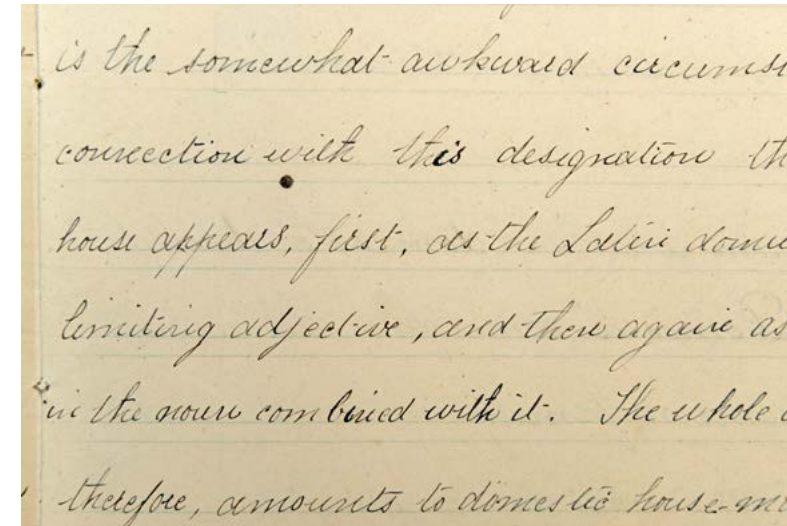 is the somewhat awkward circumst
connection with this designation th
house appears, first, as the Latin domu
limiting adjective, and then again as
in the noun combined with it. The whole
therefore, amounts to domestic house-m